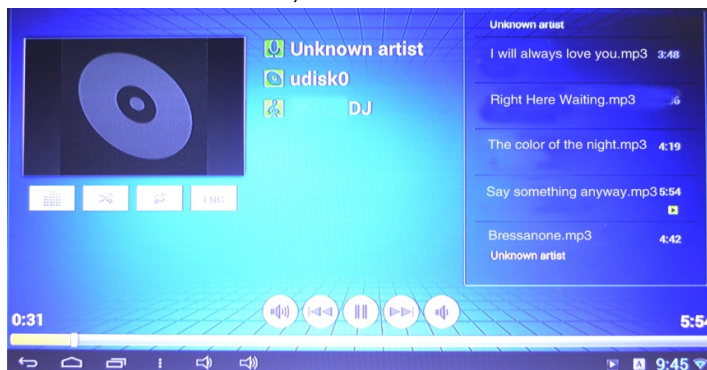 Unknown artist
udisk0
DJ
LRC
0:31
5:54
Unknown artist
I will always love you.mp3 3:48
Right Here Waiting.mp3
The color of the night.mp3 4:19
Say something anyway.mp3 5:54
Bressanone.mp3 4:42
Unknown artist
A 9:45